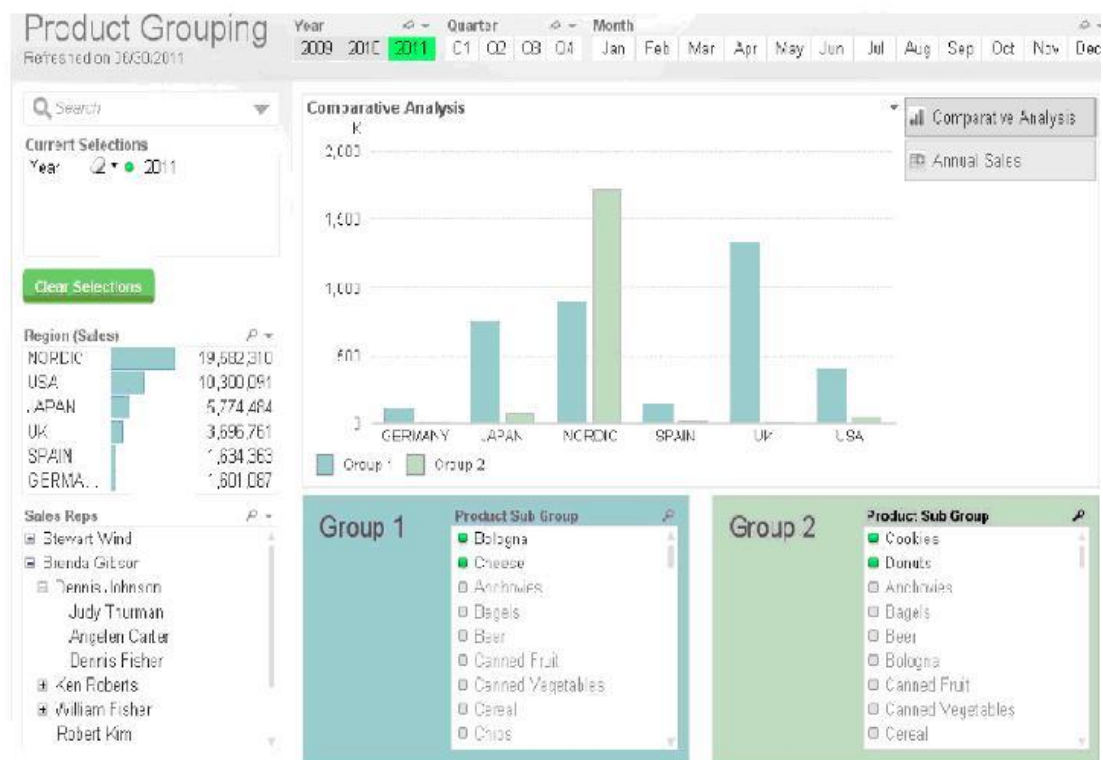 Product Grouping
Refreshed on 06/30/2011
Year
2009 2010 2011
Quarter
Q1 Q2 Q3 Q4
Month
Jan Feb Mar Apr May Jun Jul Aug Sep Oct Nov Dec
Search
Current Selections
Year 2011
Clear Selections
Region (Sales)
NORDIC 19,682,310
USA 10,300,091
JAPAN 5,774,484
UK 3,696,761
SPAIN 1,634,363
GERMA... 1,601,087
Sales Reps
Stewart Wind
Brenda Gibson
Dennis Johnson
Judy Thurman
Angelen Carter
Dennis Fisher
Ken Roberts
William Fisher
Robert Kim
Comparative Analysis
K
2,000
1,500
1,000
500
0
GERMANY JAPAN NORDIC SPAIN UK USA
Group 1 Group 2
Comparative Analysis
Annual Sales
Group 1
Product Sub Group
Bologna
Cheese
Anchovies
Bagels
Beer
Canned Fruit
Canned Vegetables
Cereal
Chips
Group 2
Product Sub Group
Cookies
Donuts
Anchovies
Bagels
Beer
Bologna
Canned Fruit
Canned Vegetables
Cereal